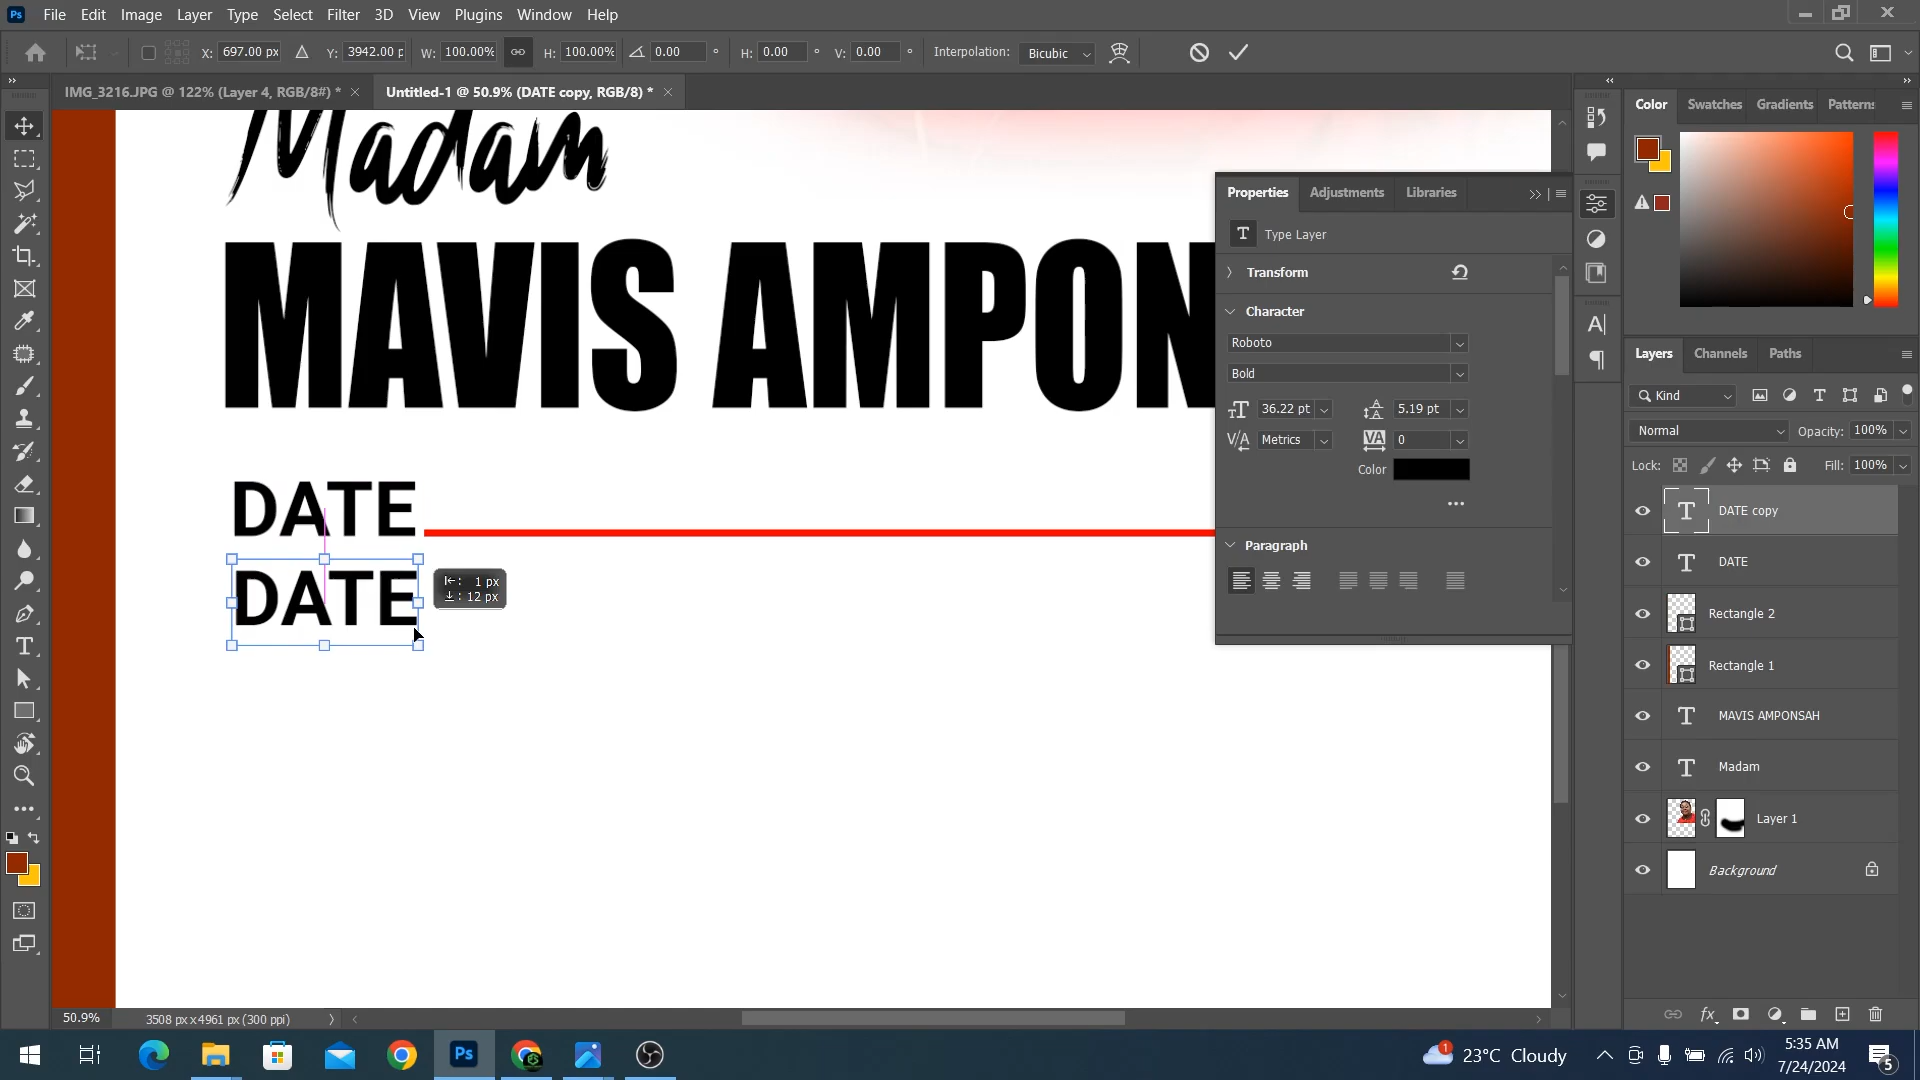 Ps File Edit Image Layer Type Select Filter 3D View Plugins Window Help
X: 697.00 px Y: 3942.00 p W: 100.00% H: 100.00% 0.00 ° H: 0.00 ° V: 0.00 ° Interpolation: Bicubic
IMG_3216.JPG @ 122% (Layer 4, RGB/8#) * × Untitled-1 @ 50.9% (DATE copy, RGB/8) * ×
Madam
MAVIS AMPON
DATE
DATE
1 px
12 px
Properties Adjustments Libraries
T Type Layer
Transform
Character
Roboto
Bold
36.22 pt 5.19 pt
Metrics 0
Color
Paragraph
Color Swatches Gradients Patterns
Layers Channels Paths
Kind
Normal Opacity: 100%
Lock: Fill: 100%
T DATE copy
T DATE
Rectangle 2
Rectangle 1
T MAVIS AMPONSAH
T Madam
Layer 1
Background
fx
50.9% 3508 px x 4961 px (300 ppi)
Ps
1 23°C Cloudy
5:35 AM
7/24/2024
5